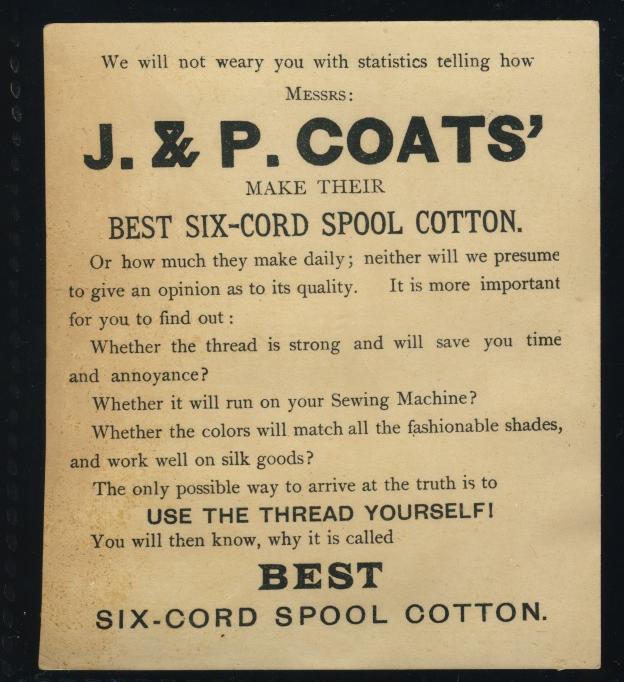 We will not weary you with statistics telling how
Messrs:
J. & P. COATS'
MAKE THEIR
BEST SIX-CORD SPOOL COTTON.
Or how much they make daily; neither will we presume
to give an opinion as to its quality. It is more important
for you to find out:
Whether the thread is strong and will save you time
and annoyance?
Whether it will run on your Sewing Machine?
Whether the colors will match all the fashionable shades,
and work well on silk goods?
The only possible way to arrive at the truth is to
USE THE THREAD YOURSELF!
You will then know, why it is called
BEST
SIX-CORD SPOOL COTTON.